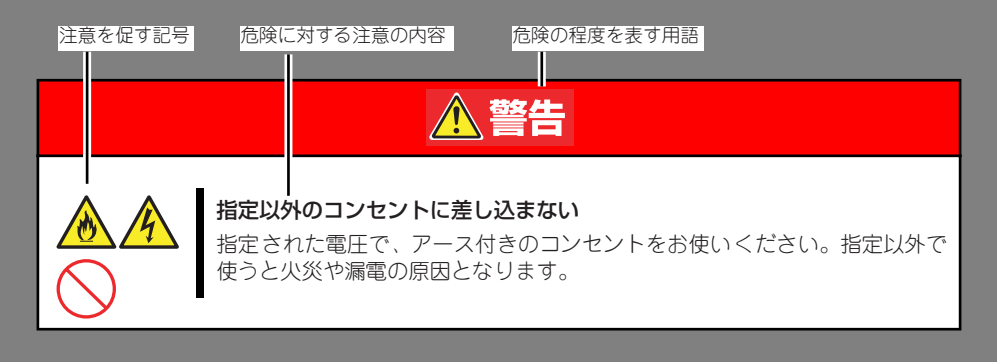 注意を促す記号
危険に対する注意の内容
危険の程度を表す用語
警告
指定以外のコンセントに差し込まない
指定された電圧で、アース付きのコンセントをお使いください。指定以外で
使うと火災や漏電の原因となります。